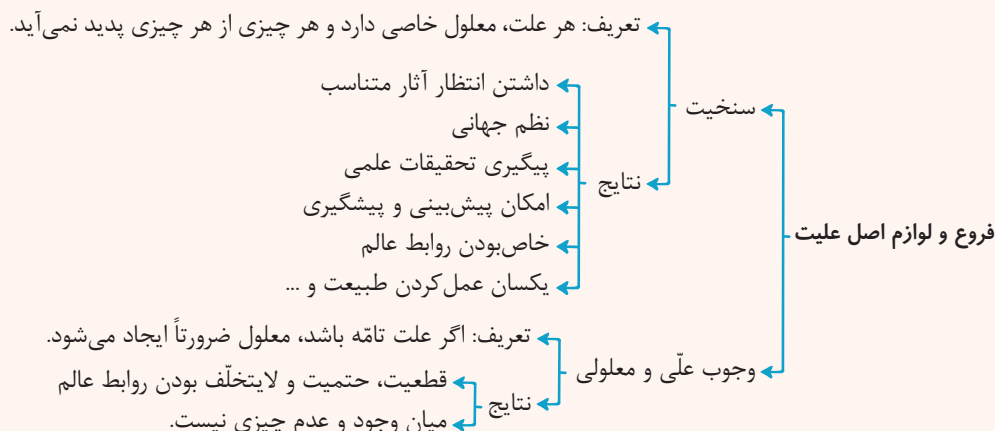 تعریف: هر علت، معلول خاصی دارد و هر چیزی از هر چیزی پدید نمی‌آید.
داشتن انتظار آثار متناسب
سنخیت
نظم جهانی
پیگیری تحقیقات علمی
نتایج
امکان پیش‌بینی و پیشگیری
فروع و لوازم اصل علیت
خاص‌بودن روابط عالم
یکسان عمل‌کردن طبیعت و ...
تعریف: اگر علت تامّه باشد، معلول ضرورتاً ایجاد می‌شود.
وجوب علّی و معلولی
قطعیت، حتمیت و لایتخلّف بودن روابط عالم
نتایج
میان وجود و عدم چیزی نیست.